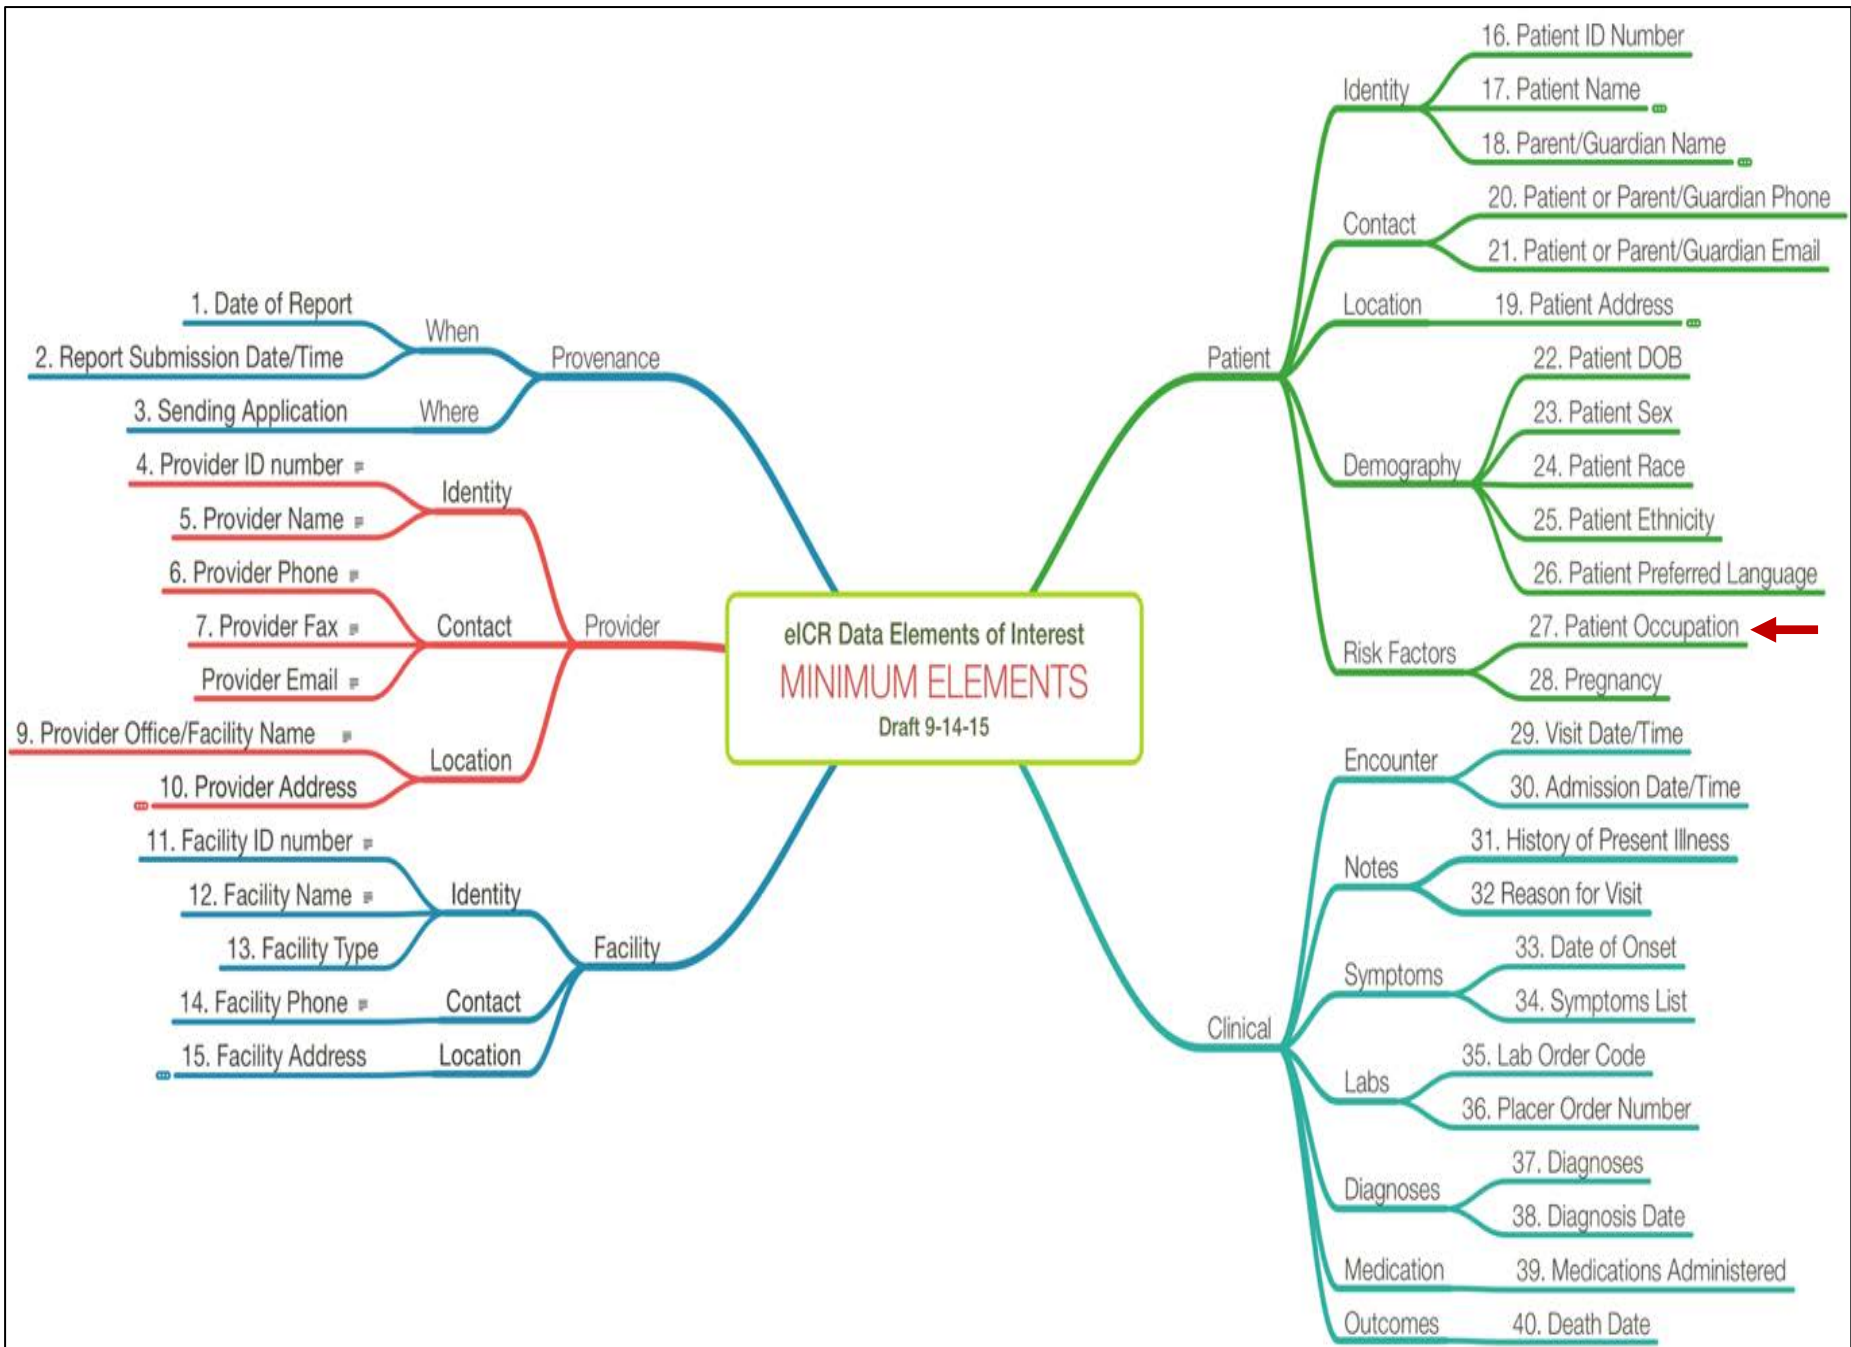 1. Date of Report
When
2. Report Submission Date/Time
Provenance
3. Sending Application
Where
4. Provider ID number
Identity
5. Provider Name
6. Provider Phone
7. Provider Fax
Contact
Provider
Provider Email
9. Provider Office/Facility Name
Location
10. Provider Address
11. Facility ID number
12. Facility Name
Identity
13. Facility Type
Facility
14. Facility Phone
Contact
15. Facility Address
Location
eICR Data Elements of Interest
MINIMUM ELEMENTS
Draft 9-14-15
Patient
Identity
16. Patient ID Number
17. Patient Name
18. Parent/Guardian Name
Contact
20. Patient or Parent/Guardian Phone
21. Patient or Parent/Guardian Email
Location
19. Patient Address
Demography
22. Patient DOB
23. Patient Sex
24. Patient Race
25. Patient Ethnicity
26. Patient Preferred Language
Risk Factors
27. Patient Occupation
28. Pregnancy
Clinical
Encounter
29. Visit Date/Time
30. Admission Date/Time
Notes
31. History of Present Illness
32 Reason for Visit
Symptoms
33. Date of Onset
34. Symptoms List
Labs
35. Lab Order Code
36. Placer Order Number
Diagnoses
37. Diagnoses
38. Diagnosis Date
Medication
39. Medications Administered
Outcomes
40. Death Date